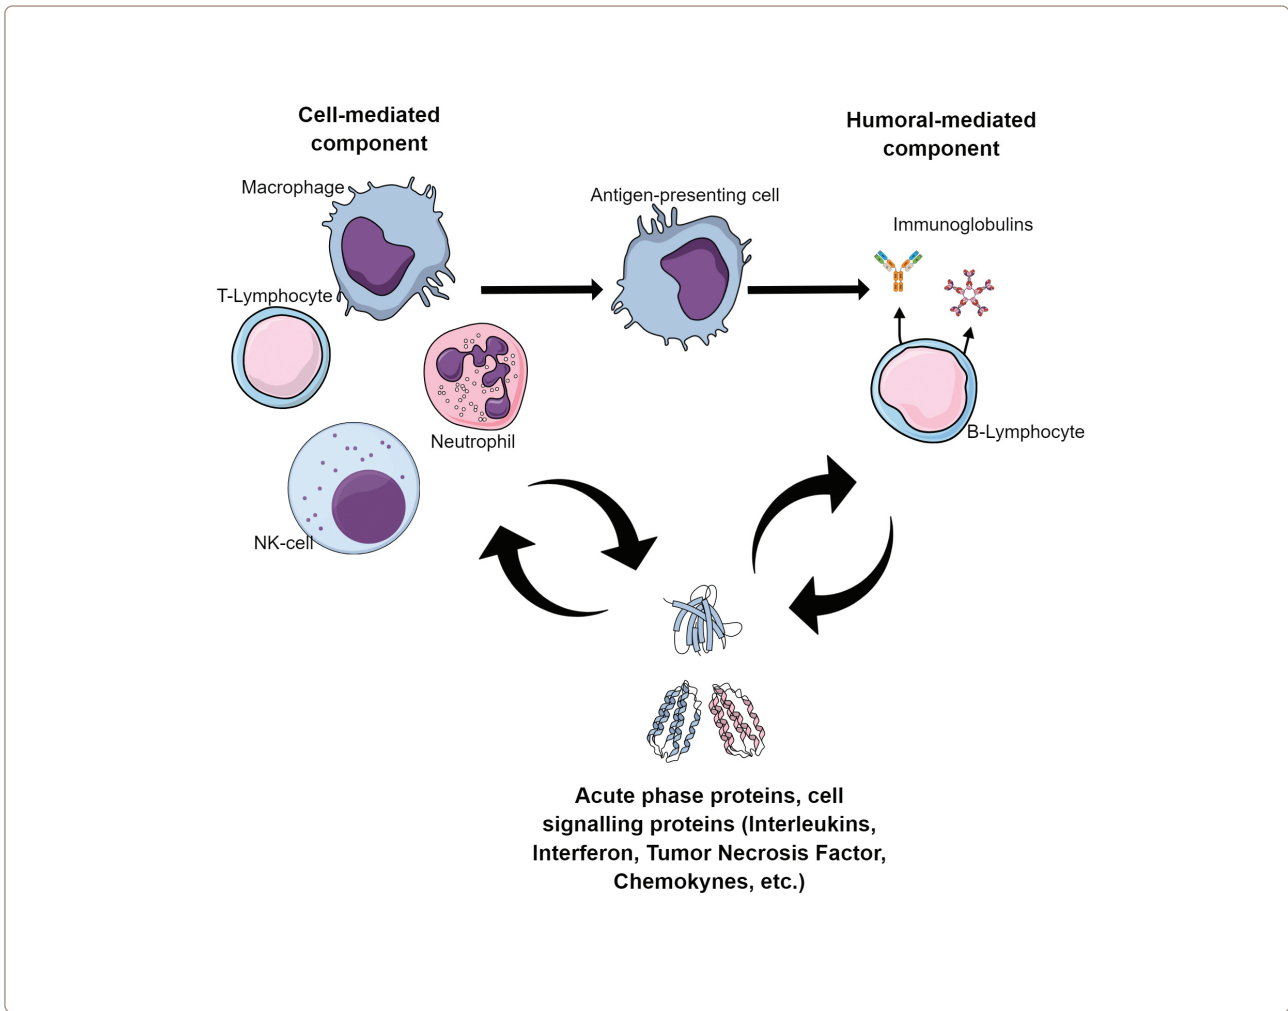 Cell-mediated
component
Humoral-mediated
component
Macrophage
Antigen-presenting cell
Immunoglobulins
T-Lymphocyte
Neutrophil
B-Lymphocyte
NK-cell
Acute phase proteins, cell
signalling proteins (Interleukins,
Interferon, Tumor Necrosis Factor,
Chemokynes, etc.)